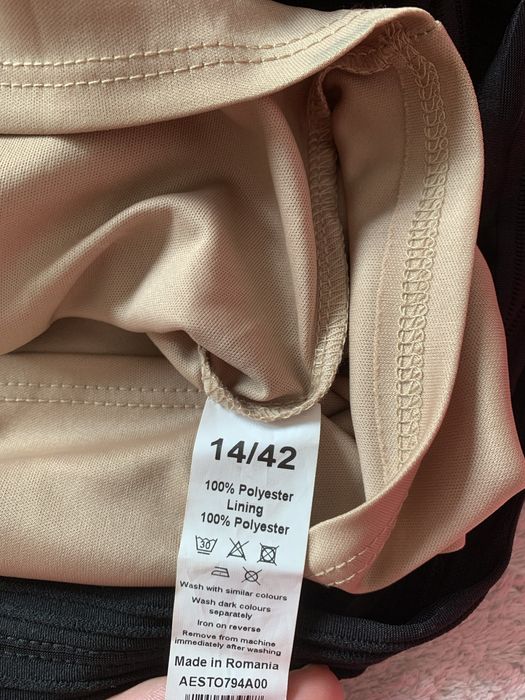 14/42
100% Polyester
Lining
100% Polyester
30
Wash with similar colours
Wash dark colours
separately
Iron on reverse
Remove from machine
immediately after washing
Made in Romania
AESTO794A00